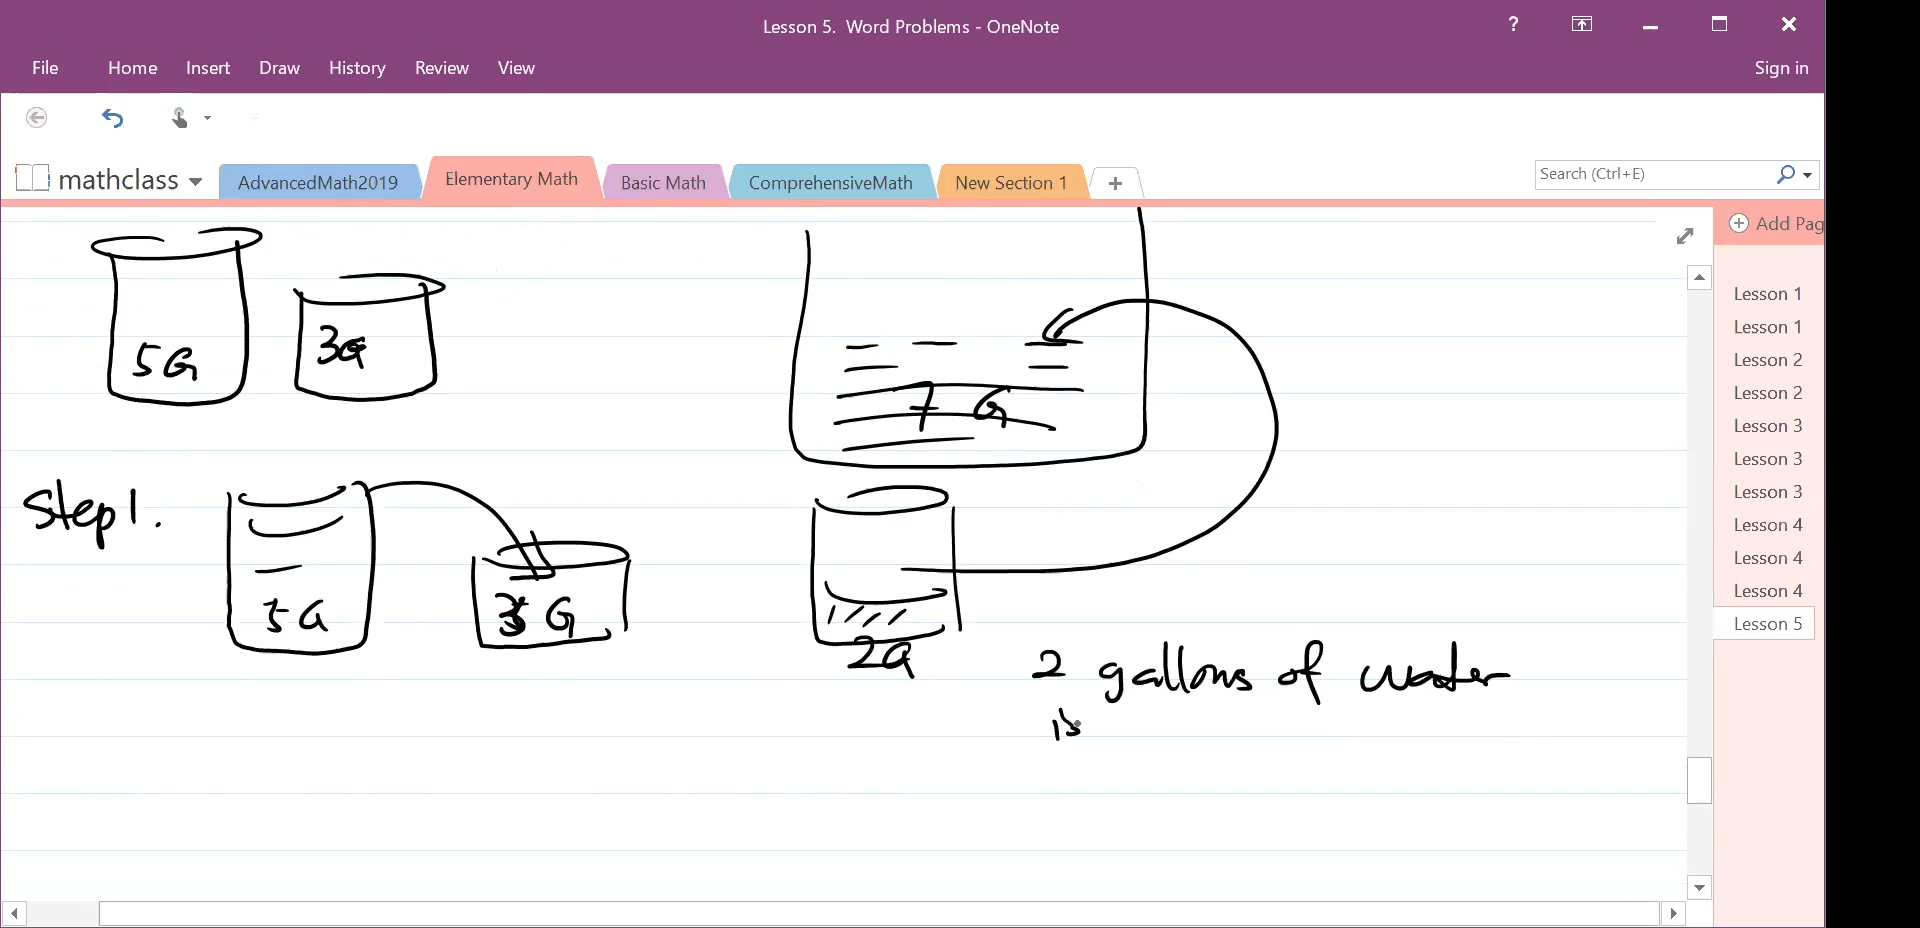 Lesson 5. Word Problems - OneNote
?
File Home Insert Draw History Review View Sign in
mathclass AdvancedMath2019 Elementary Math Basic Math ComprehensiveMath New Section 1 +
Search (Ctrl+E)
Add Pag
Lesson 1
Lesson 1
Lesson 2
Lesson 2
Lesson 3
Lesson 3
Lesson 3
Lesson 4
Lesson 4
Lesson 4
Lesson 5
5G 3G
7 G
Step 1.
5G 3 G
2G
2 gallons of water
is